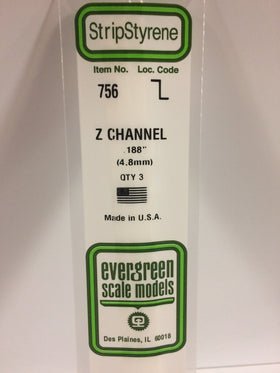 StripStyrene
Item No. Loc. Code
756
Z CHANNEL
.188"
(4.8mm)
QTY 3
Made in U.S.A.
evergreen
scale models
Des Plaines, IL 60018